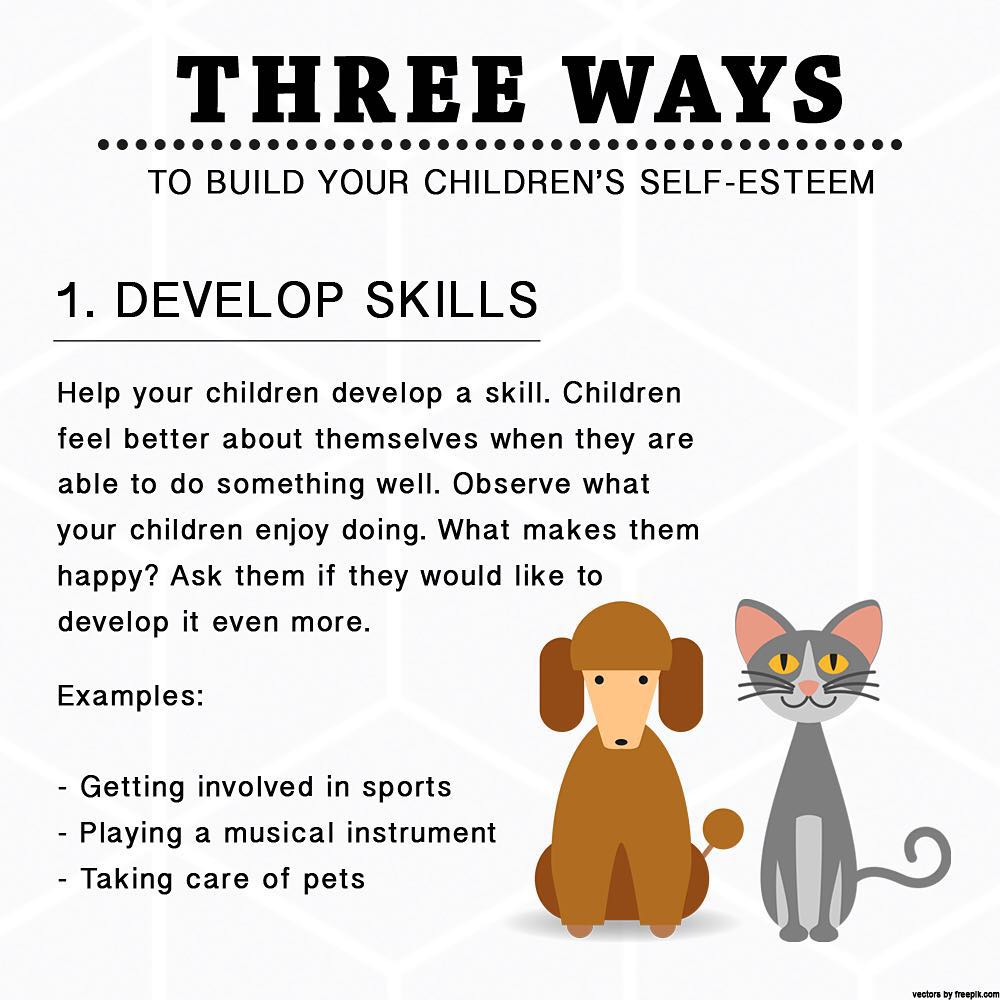 THREE WAYS
TO BUILD YOUR CHILDREN'S SELF-ESTEEM
1. DEVELOP SKILLS
Help your children develop a skill. Children
feel better about themselves when they are
able to do something well. Observe what
your children enjoy doing. What makes them
happy? Ask them if they would like to
develop it even more.
Examples:
- Getting involved in sports
- Playing a musical instrument
- Taking care of pets
vectors by freepik.com